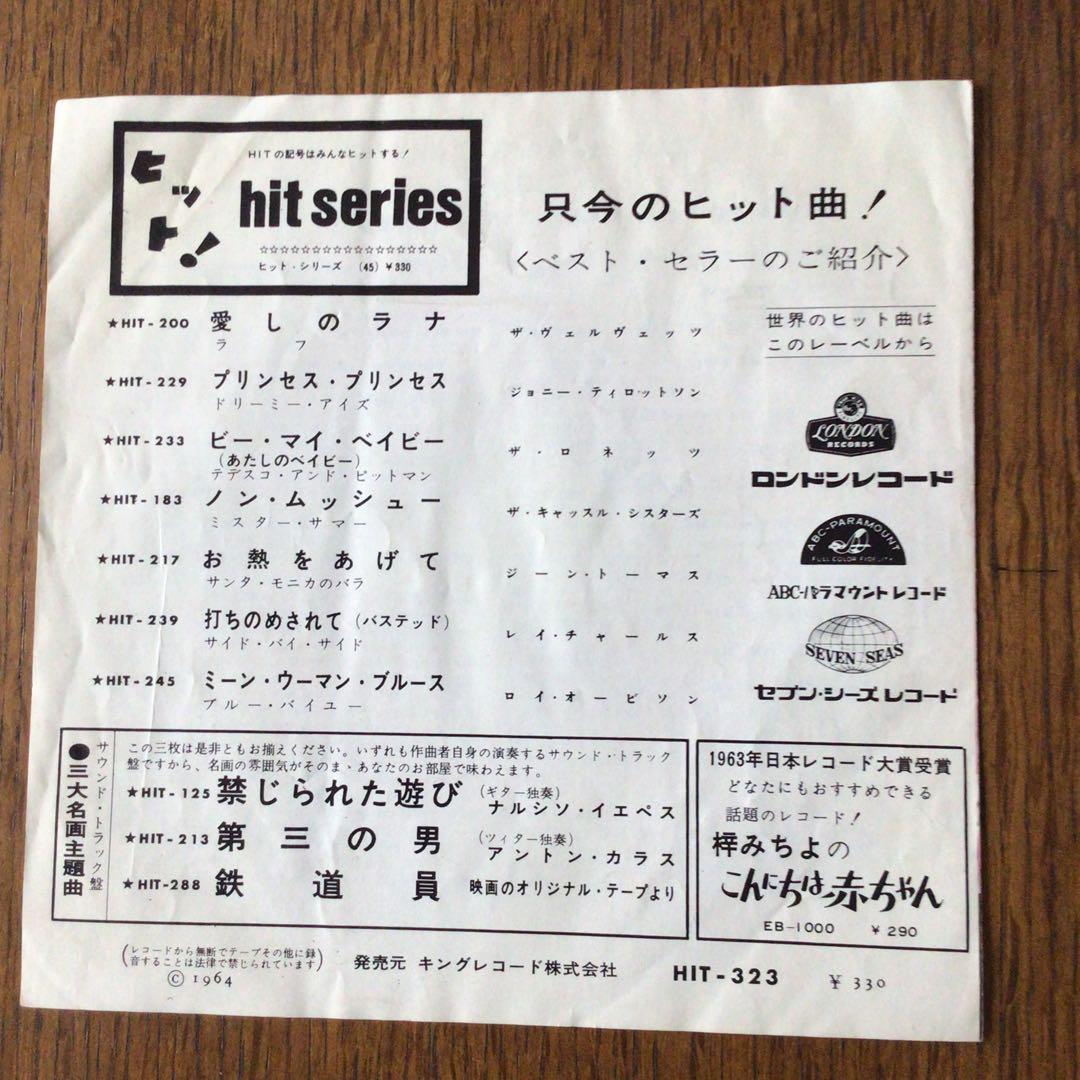 ヒット!
HITの記号はみんなヒットする!
hit series
☆☆☆☆☆☆☆☆☆☆☆☆☆☆☆☆☆
ヒット・シリーズ (45) ¥330
只今のヒット曲!
〈ベスト・セラーのご紹介〉
★HIT-200 愛しのラナ ザ・ヴェルヴェッツ
ラフ
★HIT-229 プリンセス・プリンセス ジョニー・ティロットソン
ドリーミー・アイズ
★HIT-233 ビー・マイ・ベイビー ザ・ロネッツ
(あたしのベイビー)
テデスコ・アンド・ピットマン
★HIT-183 ノン・ムッシュー ザ・キャッスル・シスターズ
ミスター・サマー
★HIT-217 お熱をあげて ジーン・トーマス
サンタ・モニカのバラ
★HIT-239 打ちのめされて (バステッド) レイ・チャールス
サイド・バイ・サイド
★HIT-245 ミーン・ウーマン・ブルース ロイ・オービソン
ブルー・バイユー
世界のヒット曲は
このレーベルから
LONDON
RECORDS
ロンドンレコード
ABC-PARAMOUNT
FULL COLOR FIDELITY
ABC-パラマウントレコード
SEVEN SEAS
セブン・シーズレコード
サウンド・トラック盤
●三大名画主題曲
この三枚は是非ともお揃えください。いずれも作曲者自身の演奏するサウンド・トラック
盤ですから、名画の雰囲気がそのまゝあなたのお部屋で味わえます。
★HIT-125 禁じられた遊び (ギター独奏) ナルシソ・イエペス
★HIT-213 第三の男 (ツィター独奏) アントン・カラス
★HIT-288 鉄道員 映画のオリジナル・テープより
1963年日本レコード大賞受賞
どなたにもおすすめできる
話題のレコード!
梓みちよの
こんにちは赤ちゃん
EB-1000 ¥290
(レコードから無断でテープその他に録
音することは法律で禁じられています)
© 1964
発売元 キングレコード株式会社
HIT-323 ¥330